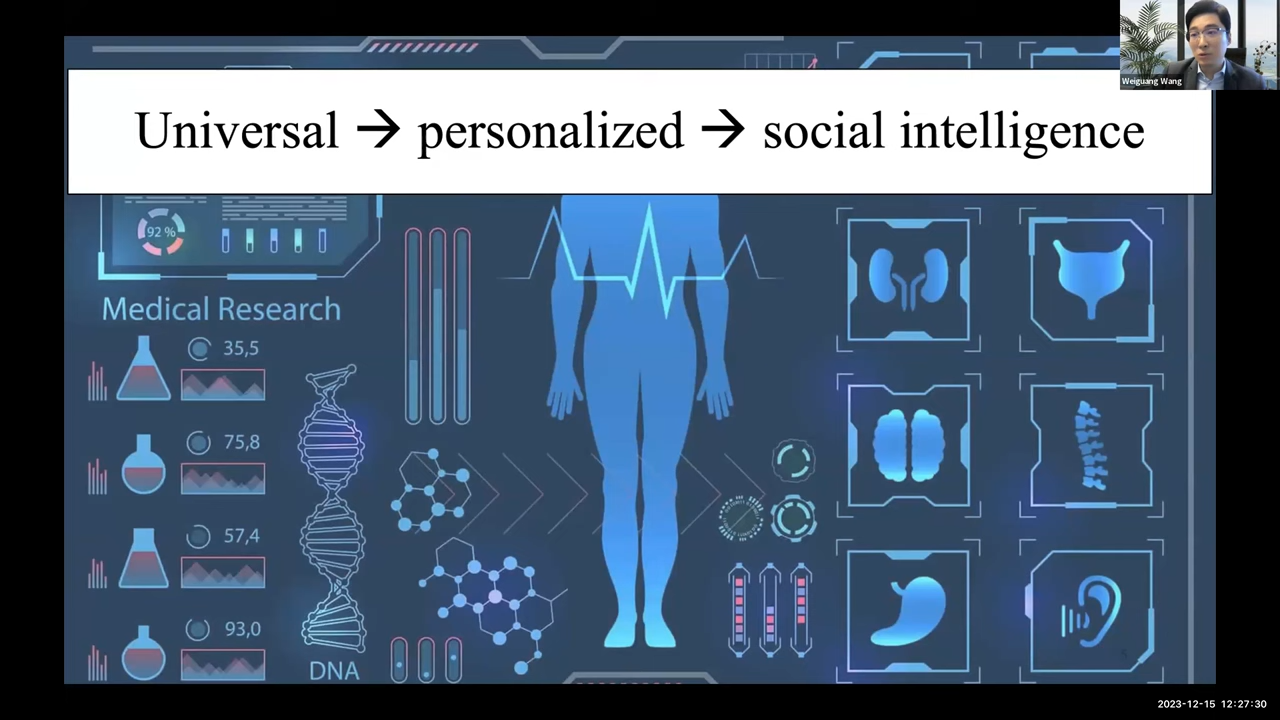 Weiguang Wang
Universal → personalized → social intelligence
92 %
Medical Research
35,5
75,8
57,4
93,0
DNA
2023-12-15 12:27:30